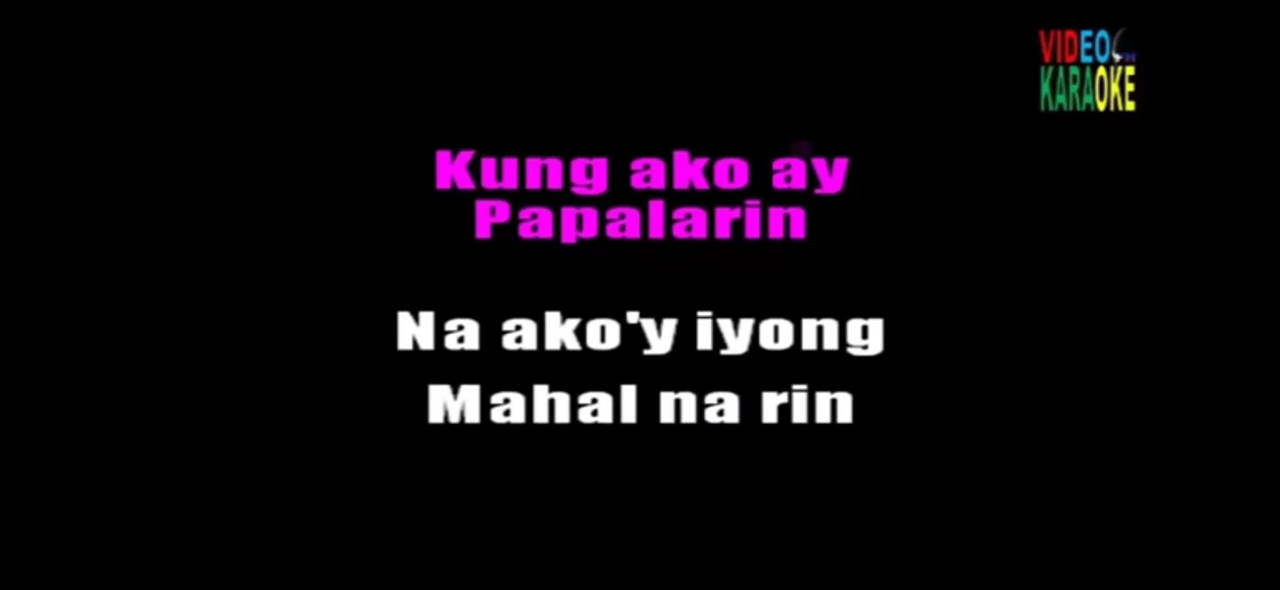 VIDEO
KARAOKE
Kung ako ay
Papalarin
Na ako'y iyong
Mahal na rin